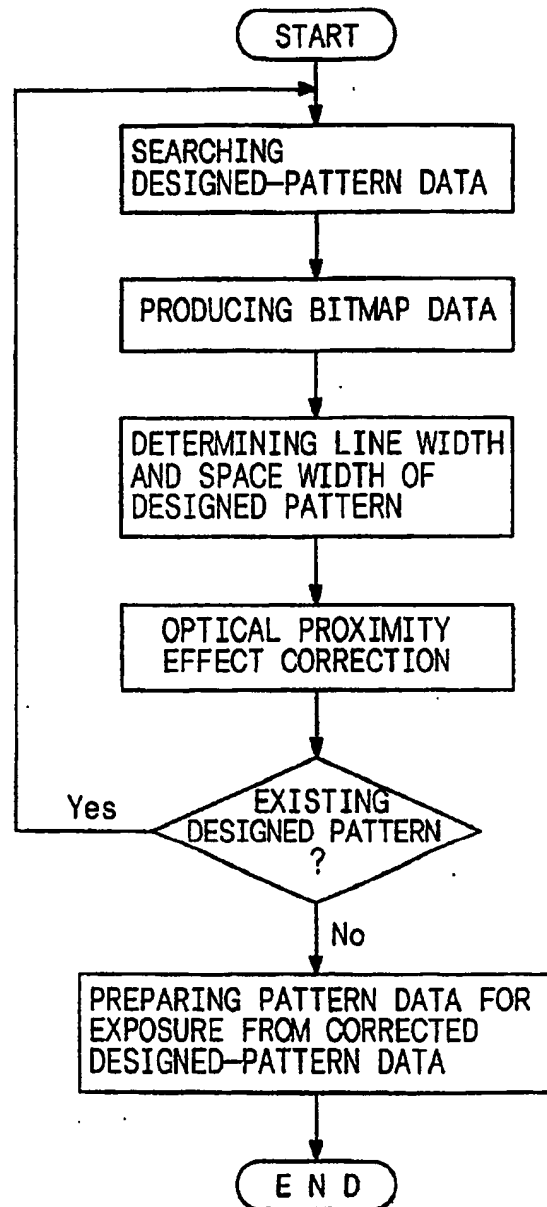 START
SEARCHING
DESIGNED-PATTERN DATA
PRODUCING BITMAP DATA
DETERMINING LINE WIDTH
AND SPACE WIDTH OF
DESIGNED PATTERN
OPTICAL PROXIMITY
EFFECT CORRECTION
EXISTING
DESIGNED PATTERN
?
Yes
No
PREPARING PATTERN DATA FOR
EXPOSURE FROM CORRECTED
DESIGNED-PATTERN DATA
E N D